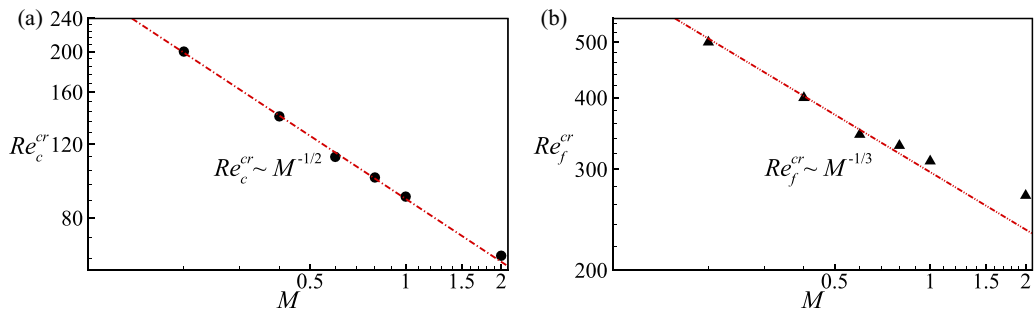 (a)
240
200
160
120
80
Re_c^{cr}
Re_c^{cr} ~ M^{-1/2}
0.5 1 1.5 2
M
(b)
500
400
300
200
Re_f^{cr}
Re_f^{cr} ~ M^{-1/3}
0.5 1 1.5 2
M